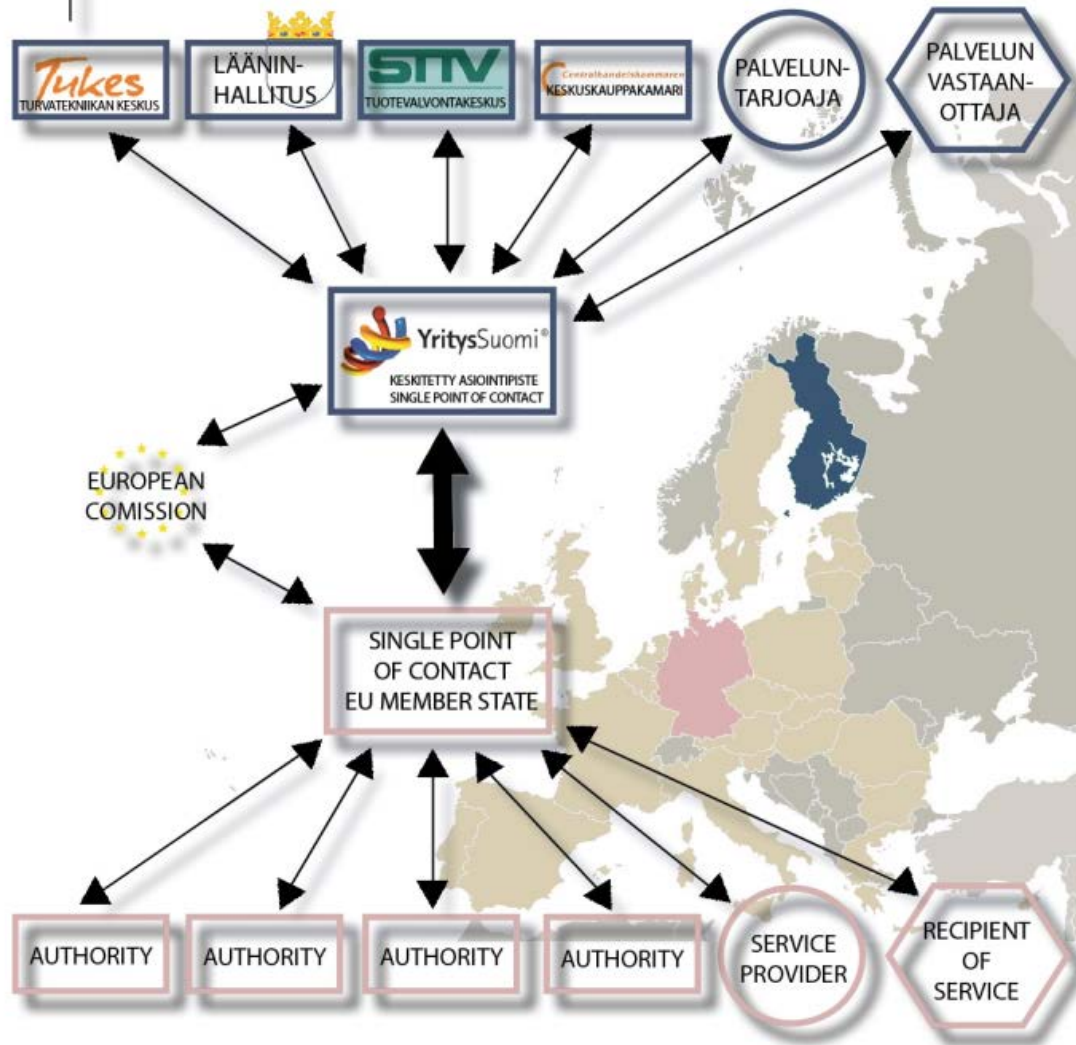 Tukes
TURVATEKNIIKAN KESKUS
LÄÄNIN-
HALLITUS
STTV
TUOTEVALVONTAKESKUS
Centralhandelskammaren
KESKUSKAUPPAKAMARI
PALVELUN-
TARJOAJA
PALVELUN
VASTAAN-
OTTAJA
YritysSuomi®
KESKITETTY ASIOINTIPISTE
SINGLE POINT OF CONTACT
EUROPEAN
COMISSION
SINGLE POINT
OF CONTACT
EU MEMBER STATE
AUTHORITY
AUTHORITY
AUTHORITY
AUTHORITY
SERVICE
PROVIDER
RECIPIENT
OF
SERVICE